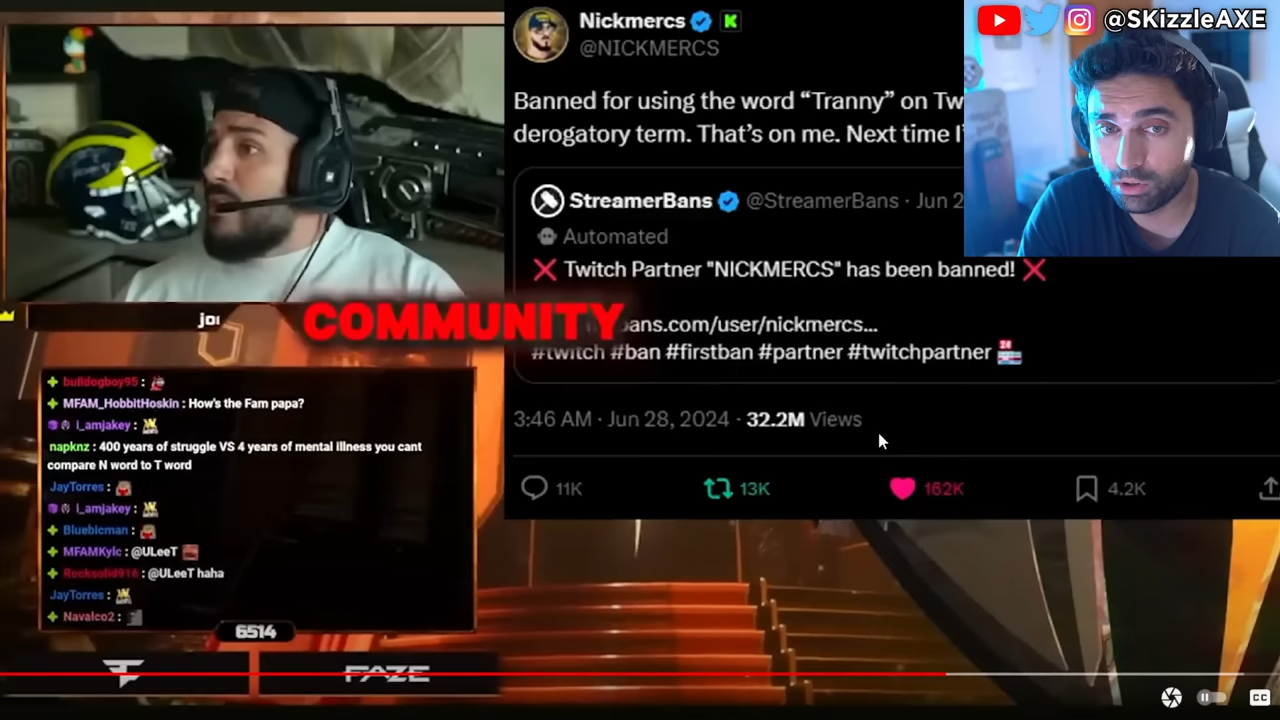 Nickmercs
@NICKMERCS
@SKizzleAXE
Banned for using the word “Tranny” on Tw
derogatory term. That’s on me. Next time I’
StreamerBans @StreamerBans · Jun 2
Automated
Twitch Partner "NICKMERCS" has been banned!
bans.com/user/nickmercs...
#twitch #ban #firstban #partner #twitchpartner
3:46 AM · Jun 28, 2024 · 32.2M Views
11K 13K 162K 4.2K
COMMUNITY
joi
bulldogboy95 :
MFAM_HobbitHoskin : How's the Fam papa?
i_amjakey :
napknz : 400 years of struggle VS 4 years of mental illness you cant
compare N word to T word
JayTorres :
i_amjakey :
Bluebicman :
MFAMKylc : @ULeeT
Rocksolid916 : @ULeeT haha
JayTorres :
Navalco2 :
6514
FAZE
CC